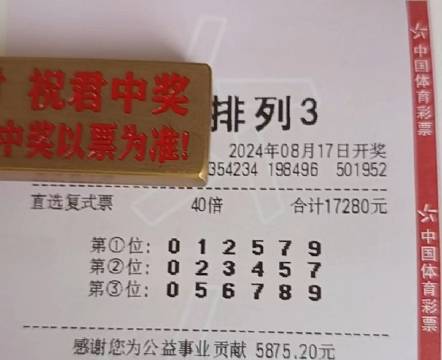 祝君中奖
中奖以票为准!
排列3
2024年08月17日开奖
354234 198496 501952
直选复式票 40倍 合计17280元
第①位: 0 1 2 5 7 9
第②位: 0 2 3 4 5 7
第③位: 0 5 6 7 8 9
感谢您为公益事业贡献 5875.20元
中国体育彩票
中国体育彩票